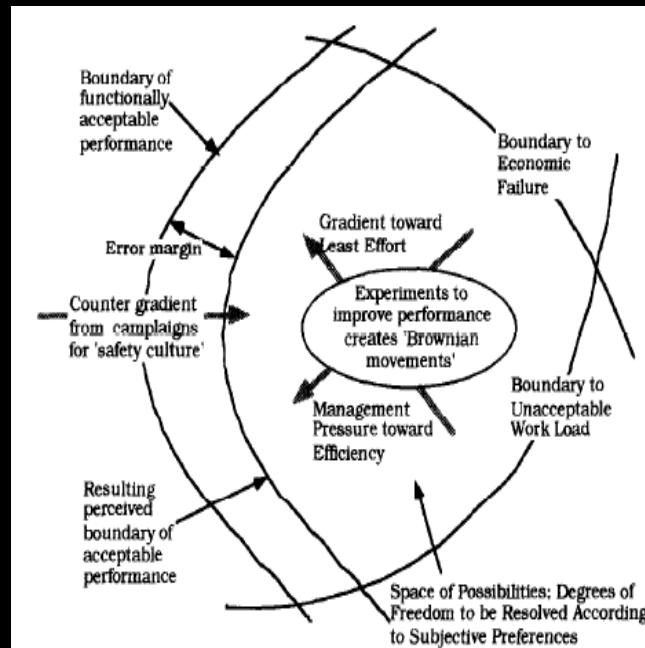 Boundary of
functionally
acceptable
performance
Boundary to
Economic
Failure
Gradient toward
Least Effort
Error margin
Experiments to
improve performance
creates 'Brownian
movements'
Counter gradient
from campaigns
for 'safety culture'
Management
Pressure toward
Efficiency
Boundary to
Unacceptable
Work Load
Resulting
perceived
boundary of
acceptable
performance
Space of Possibilities; Degrees of
Freedom to be Resolved According
to Subjective Preferences